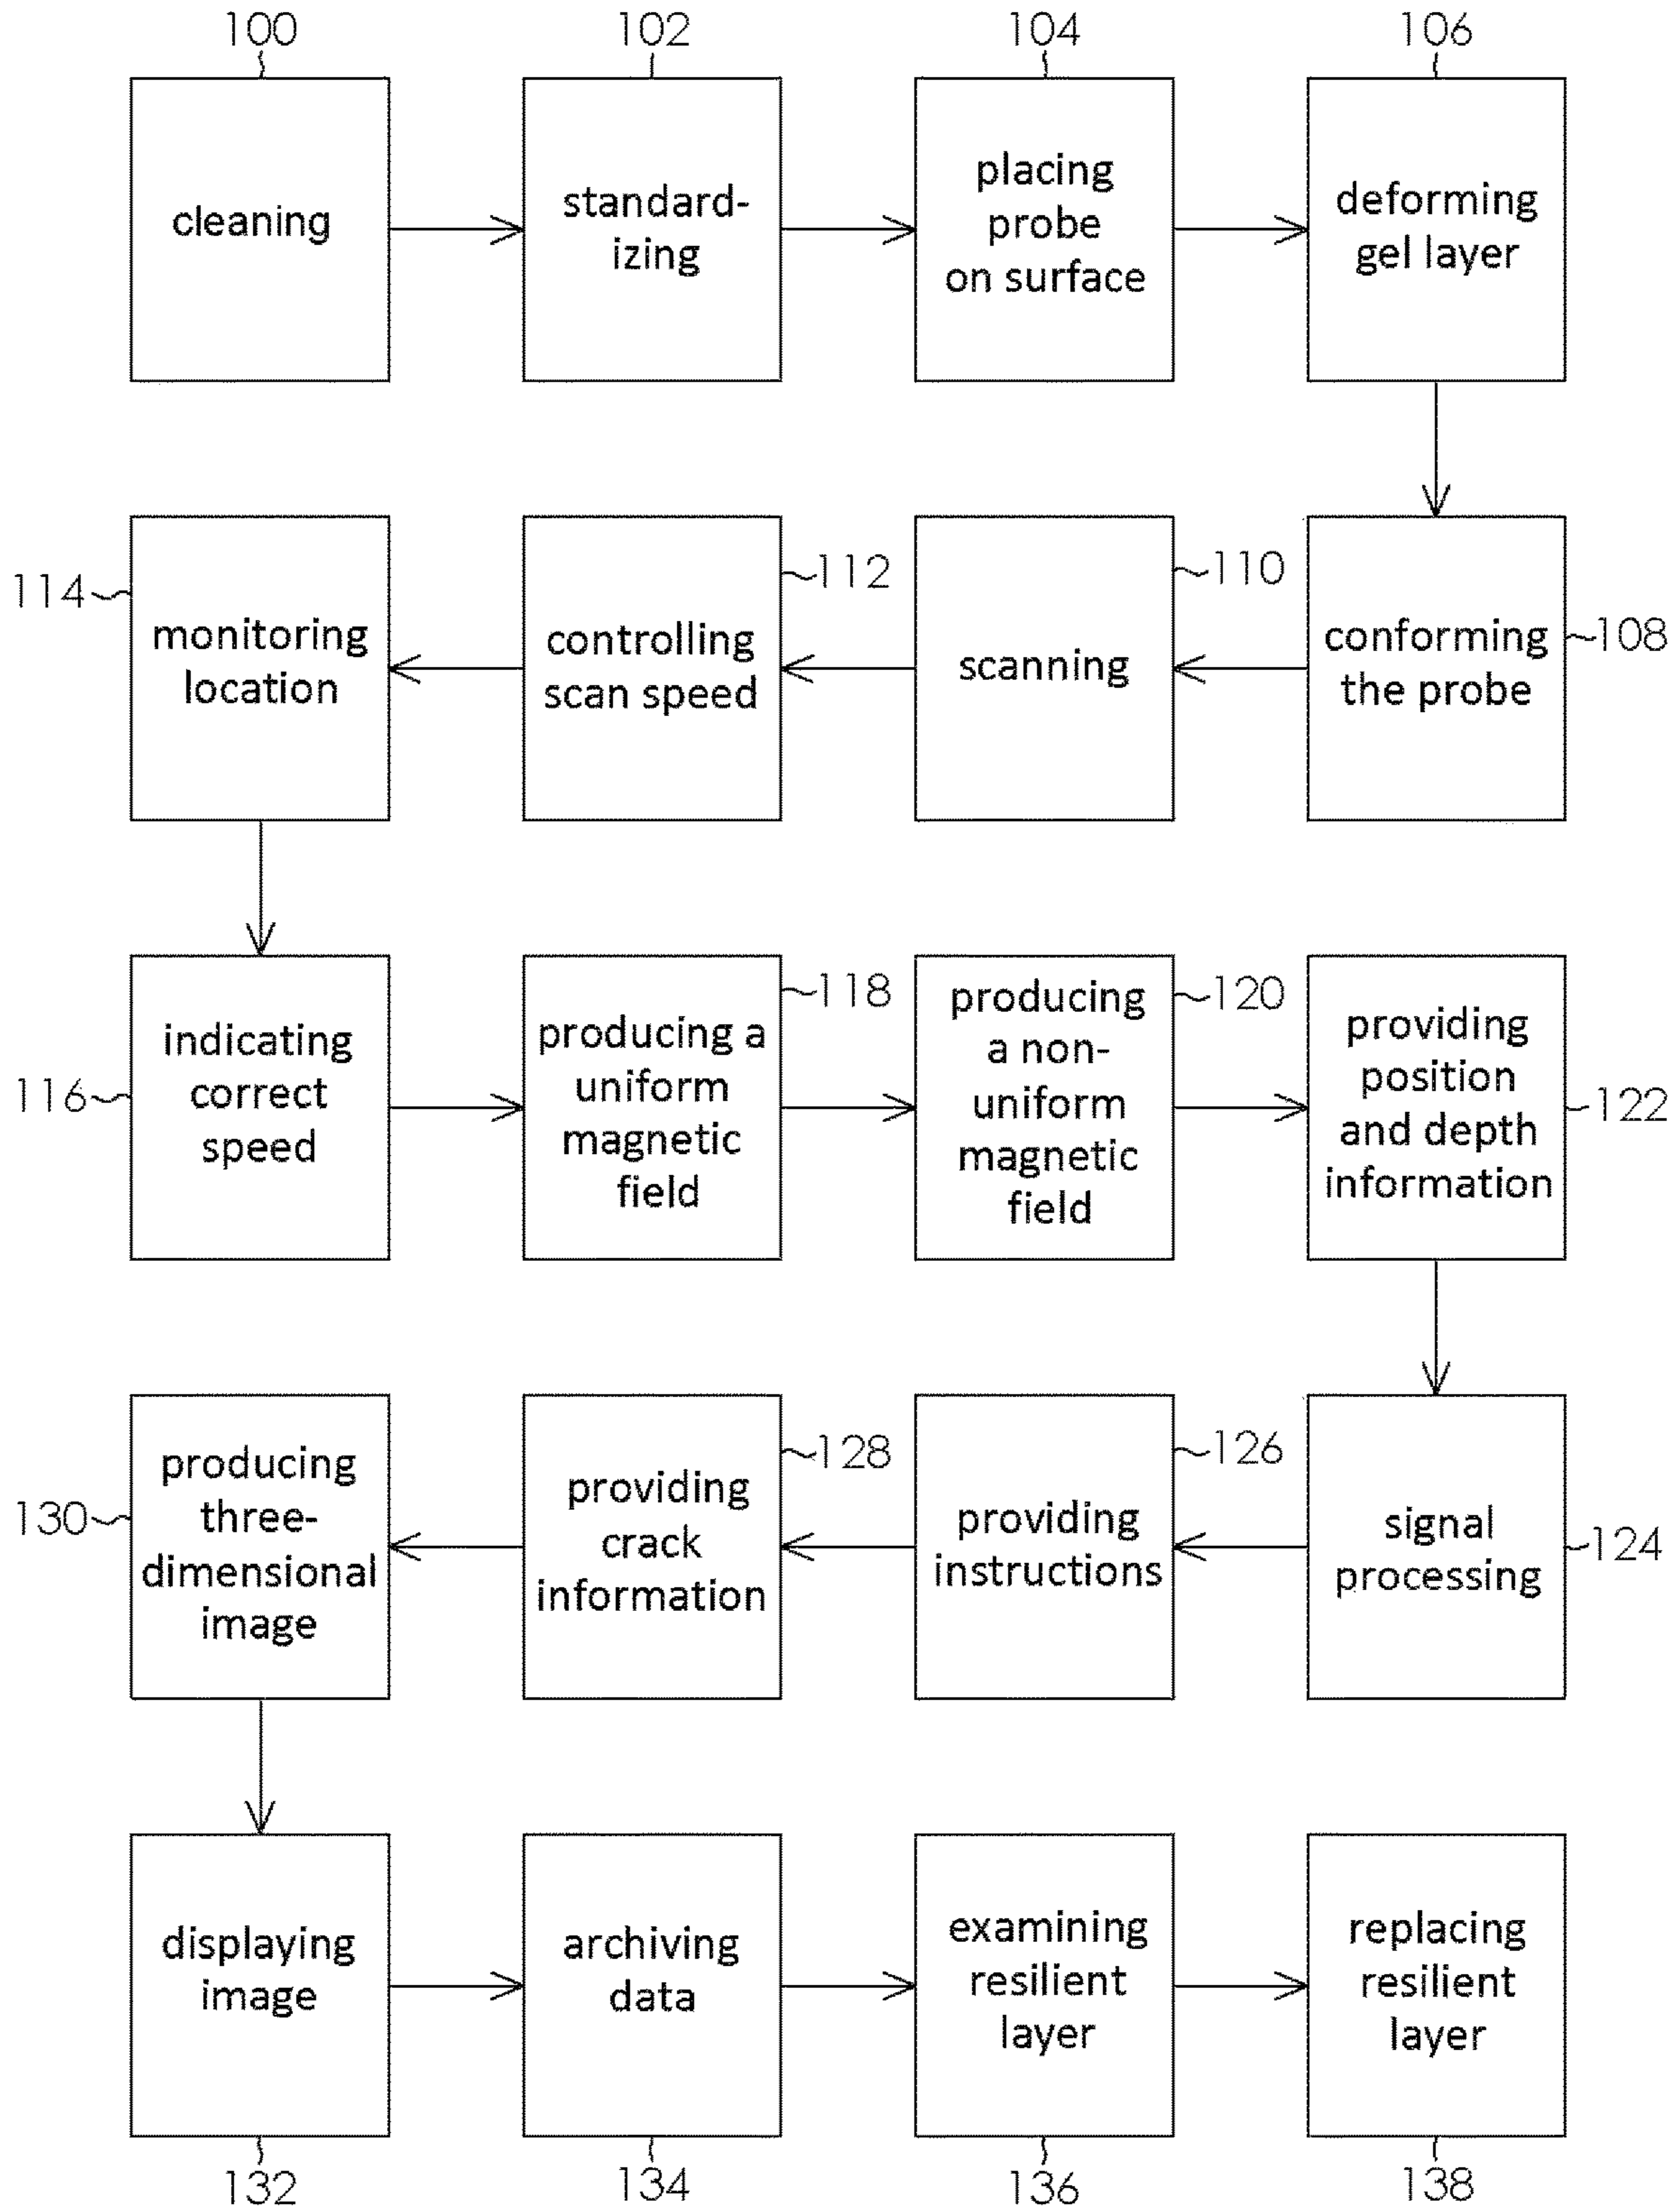 100
102
104
106
cleaning
standard-
izing
placing
probe
on surface
deforming
gel layer
114
monitoring
location
112
controlling
scan speed
110
scanning
108
conforming
the probe
116
indicating
correct
speed
118
producing a
uniform
magnetic
field
120
producing
a non-
uniform
magnetic
field
122
providing
position
and depth
information
130
producing
three-
dimensional
image
128
providing
crack
information
126
providing
instructions
124
signal
processing
displaying
image
archiving
data
examining
resilient
layer
replacing
resilient
layer
132
134
136
138